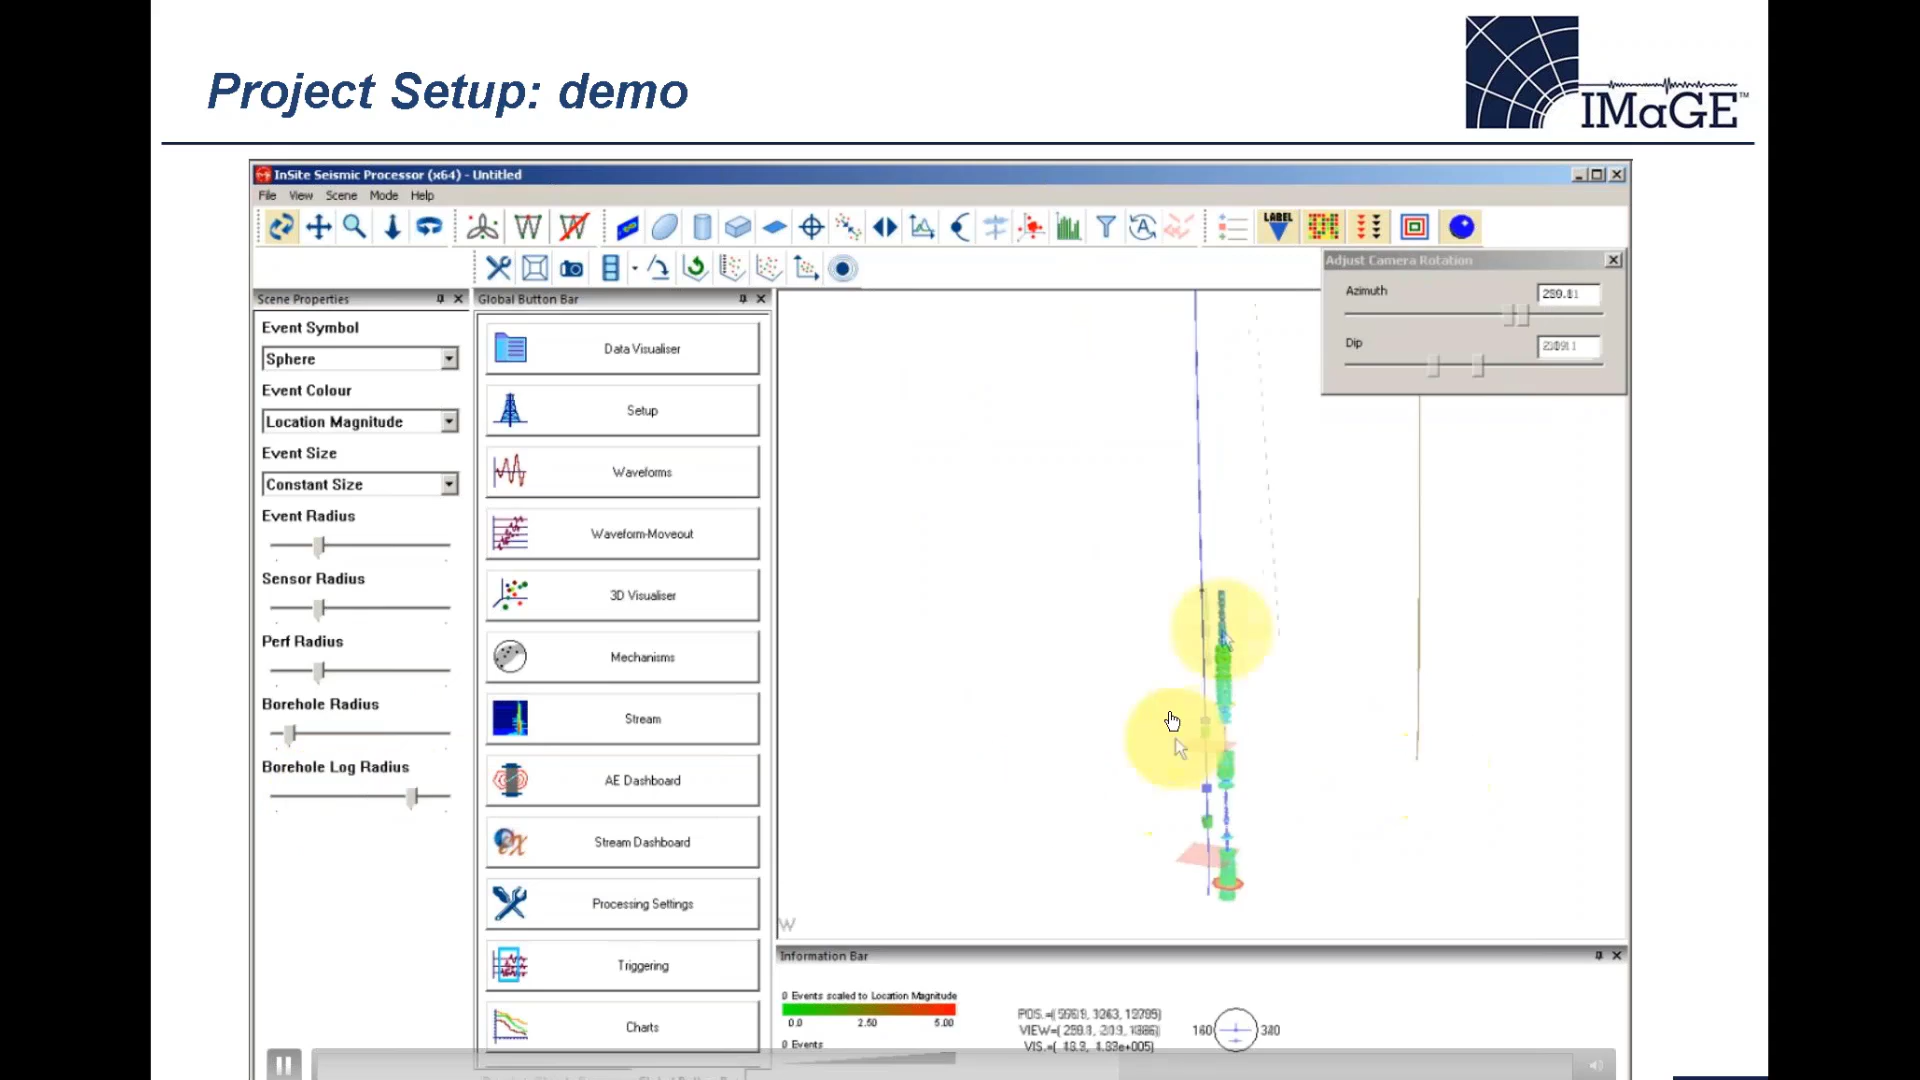 Project Setup: demo
IMaGE™
InSite Seismic Processor (x64) - Untitled
File View Scene Mode Help
LABEL
Adjust Camera Rotation
Azimuth
Dip
Scene Properties
Event Symbol
Sphere
Event Colour
Location Magnitude
Event Size
Constant Size
Event Radius
Sensor Radius
Perf Radius
Borehole Radius
Borehole Log Radius
Global Button Bar
Data Visualiser
Setup
Waveforms
Waveform-Moveout
3D Visualiser
Mechanisms
Stream
AE Dashboard
Stream Dashboard
Processing Settings
Triggering
Charts
W
Information Bar
0 Events scaled to Location Magnitude
0.0 2.50 5.00
0 Events
POS.=(
VIEW=(
VIS.=(
160